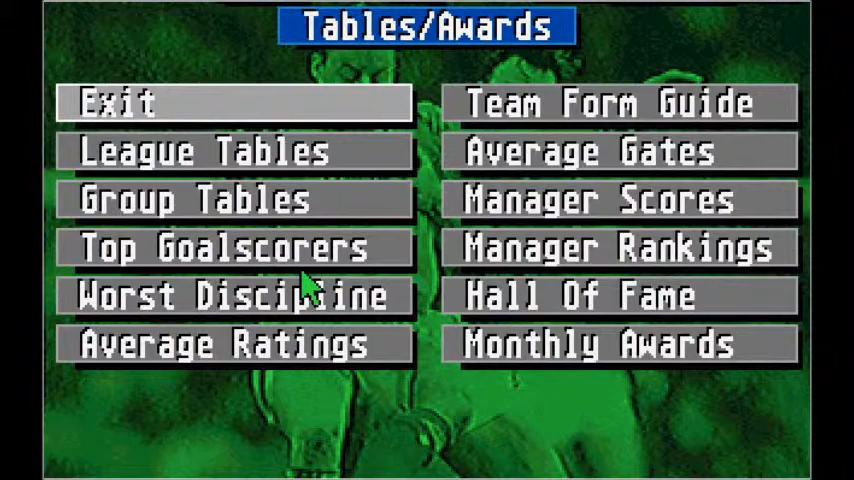 Tables/Awards
Exit
League Tables
Group Tables
Top Goalscorers
Worst Discipline
Average Ratings
Team Form Guide
Average Gates
Manager Scores
Manager Rankings
Hall Of Fame
Monthly Awards